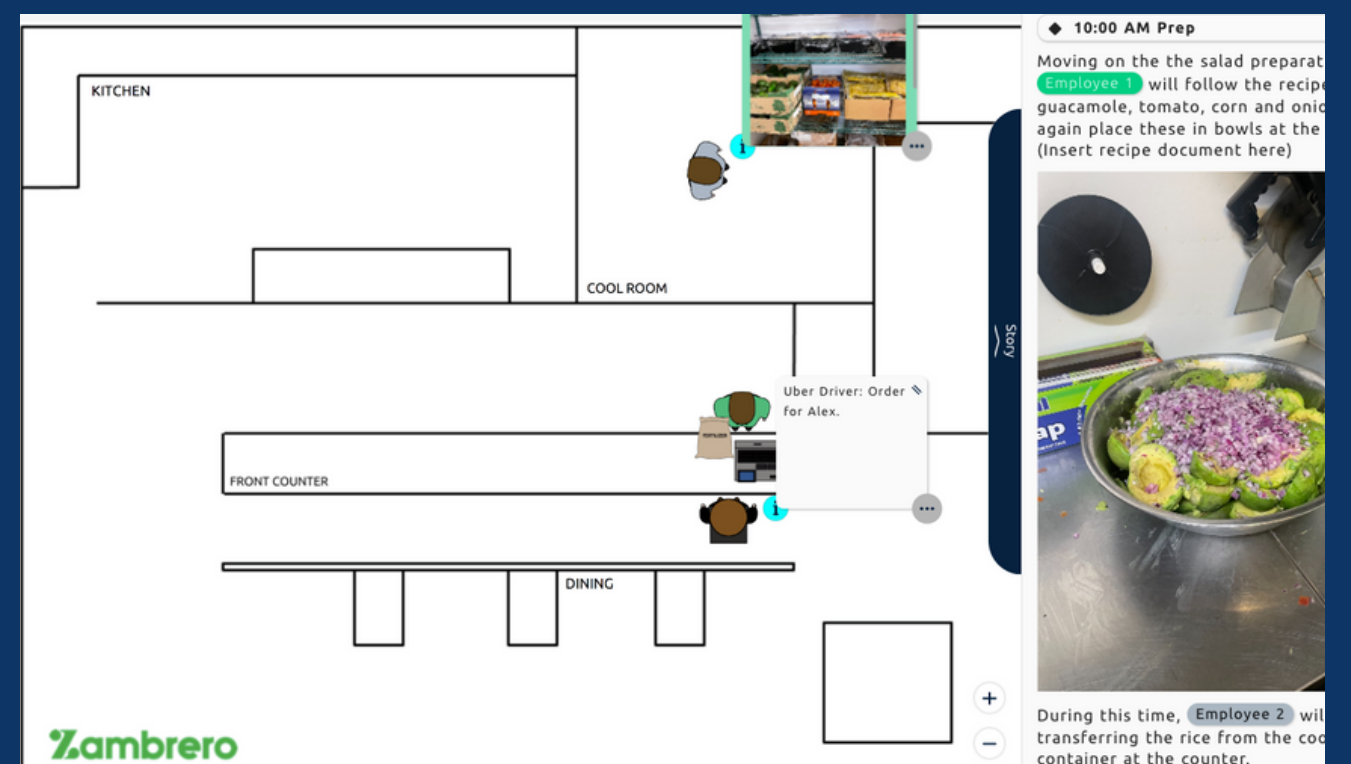 KITCHEN
COOL ROOM
Uber Driver: Order
for Alex.
FRONT COUNTER
DINING
Zambrero
Story
10:00 AM Prep
Moving on the the salad preparat
Employee 1 will follow the recipe
guacamole, tomato, corn and onio
again place these in bowls at the
(Insert recipe document here)
ap
During this time, Employee 2 wil
transferring the rice from the coo
container at the counter.